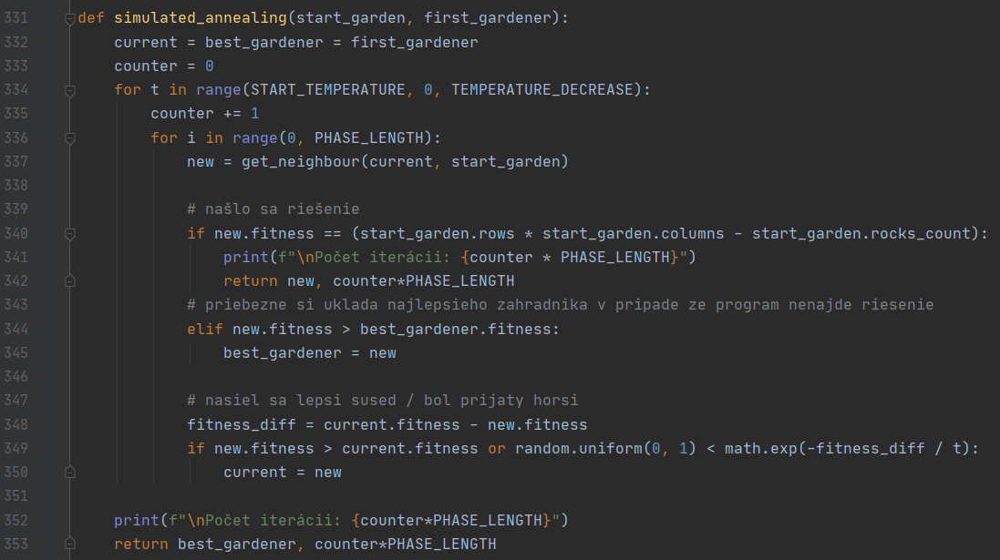 331 def simulated_annealing(start_garden, first_gardener):
332     current = best_gardener = first_gardener
333     counter = 0
334     for t in range(START_TEMPERATURE, 0, TEMPERATURE_DECREASE):
335         counter += 1
336         for i in range(0, PHASE_LENGTH):
337             new = get_neighbour(current, start_garden)
338
339             # našlo sa riešenie
340             if new.fitness == (start_garden.rows * start_garden.columns - start_garden.rocks_count):
341                 print(f"\nPočet iterácii: {counter * PHASE_LENGTH}")
342                 return new, counter*PHASE_LENGTH
343             # priebezne si uklada najlepsieho zahradnika v pripade ze program nenajde riesenie
344             elif new.fitness > best_gardener.fitness:
345                 best_gardener = new
346
347             # nasiel sa lepsi sused / bol prijaty horsi
348             fitness_diff = current.fitness - new.fitness
349             if new.fitness > current.fitness or random.uniform(0, 1) < math.exp(-fitness_diff / t):
350                 current = new
351
352     print(f"\nPočet iterácii: {counter*PHASE_LENGTH}")
353     return best_gardener, counter*PHASE_LENGTH